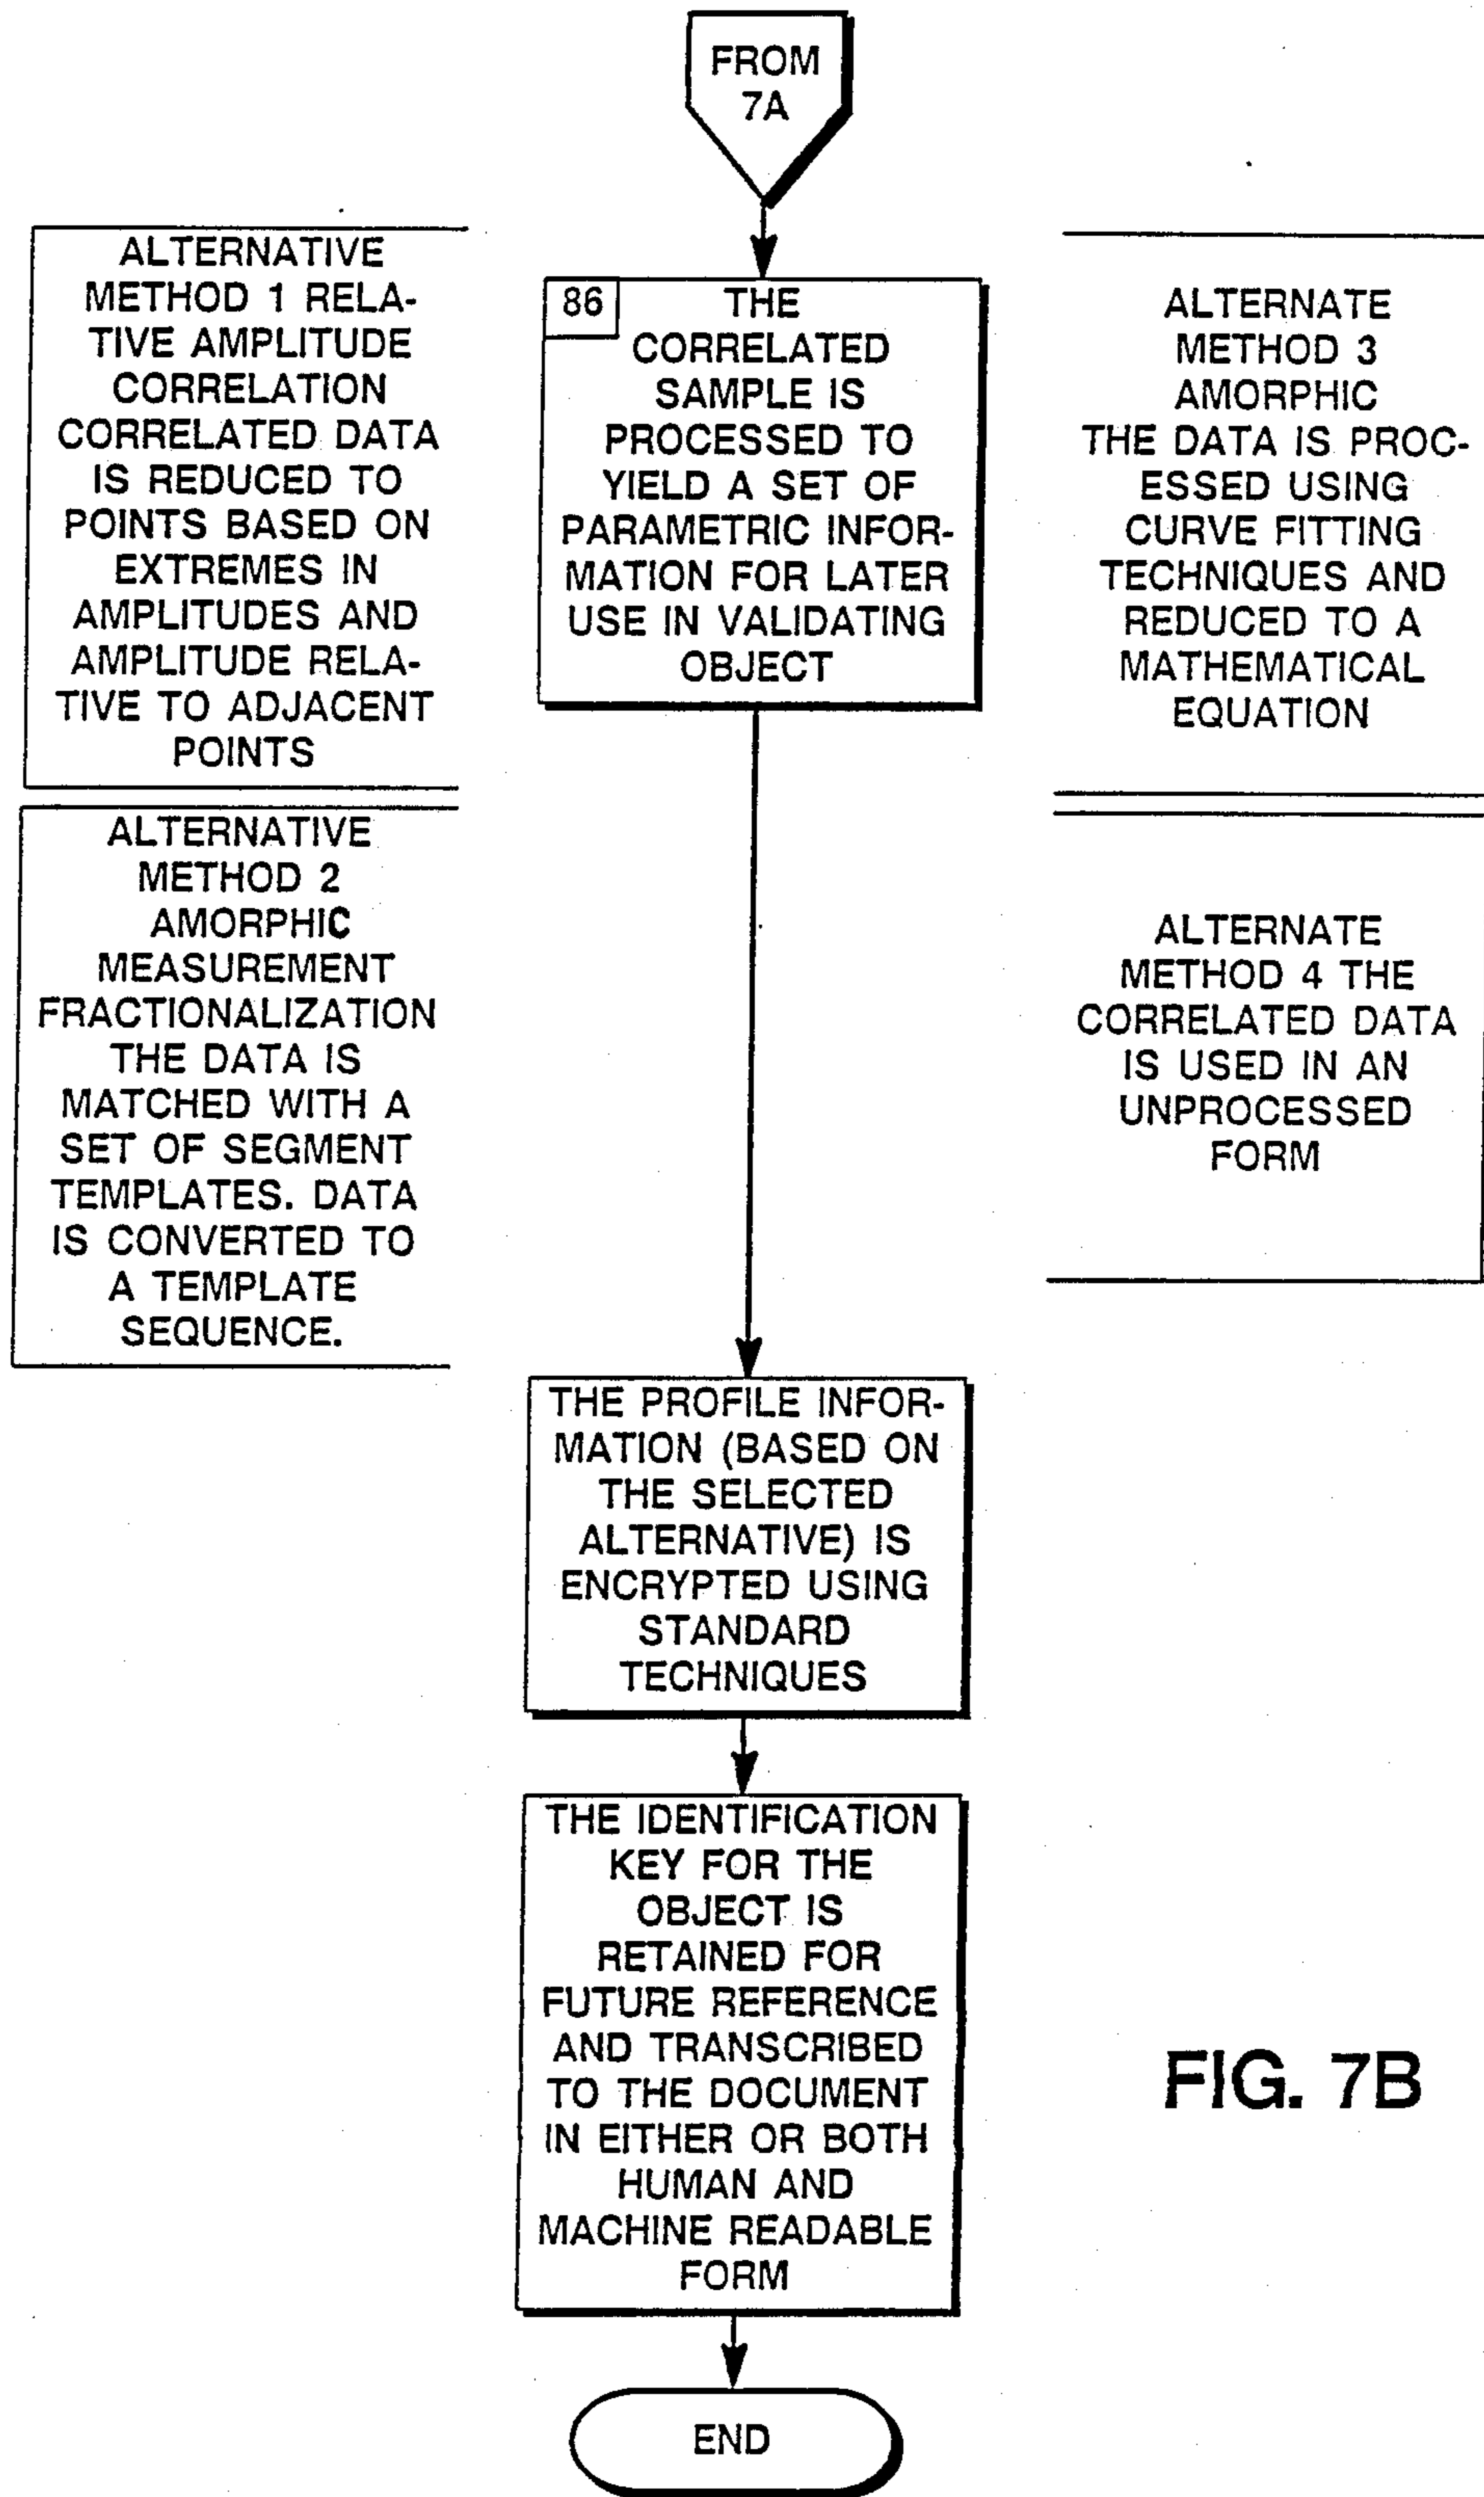 FROM
7A
ALTERNATIVE
METHOD 1 RELA-
TIVE AMPLITUDE
CORRELATION
CORRELATED DATA
IS REDUCED TO
POINTS BASED ON
EXTREMES IN
AMPLITUDES AND
AMPLITUDE RELA-
TIVE TO ADJACENT
POINTS
86
THE
CORRELATED
SAMPLE IS
PROCESSED TO
YIELD A SET OF
PARAMETRIC INFOR-
MATION FOR LATER
USE IN VALIDATING
OBJECT
ALTERNATE
METHOD 3
AMORPHIC
THE DATA IS PROC-
ESSED USING
CURVE FITTING
TECHNIQUES AND
REDUCED TO A
MATHEMATICAL
EQUATION
ALTERNATIVE
METHOD 2
AMORPHIC
MEASUREMENT
FRACTIONALIZATION
THE DATA IS
MATCHED WITH A
SET OF SEGMENT
TEMPLATES. DATA
IS CONVERTED TO
A TEMPLATE
SEQUENCE.
ALTERNATE
METHOD 4 THE
CORRELATED DATA
IS USED IN AN
UNPROCESSED
FORM
THE PROFILE INFOR-
MATION (BASED ON
THE SELECTED
ALTERNATIVE) IS
ENCRYPTED USING
STANDARD
TECHNIQUES
THE IDENTIFICATION
KEY FOR THE
OBJECT IS
RETAINED FOR
FUTURE REFERENCE
AND TRANSCRIBED
TO THE DOCUMENT
IN EITHER OR BOTH
HUMAN AND
MACHINE READABLE
FORM
FIG. 7B
END